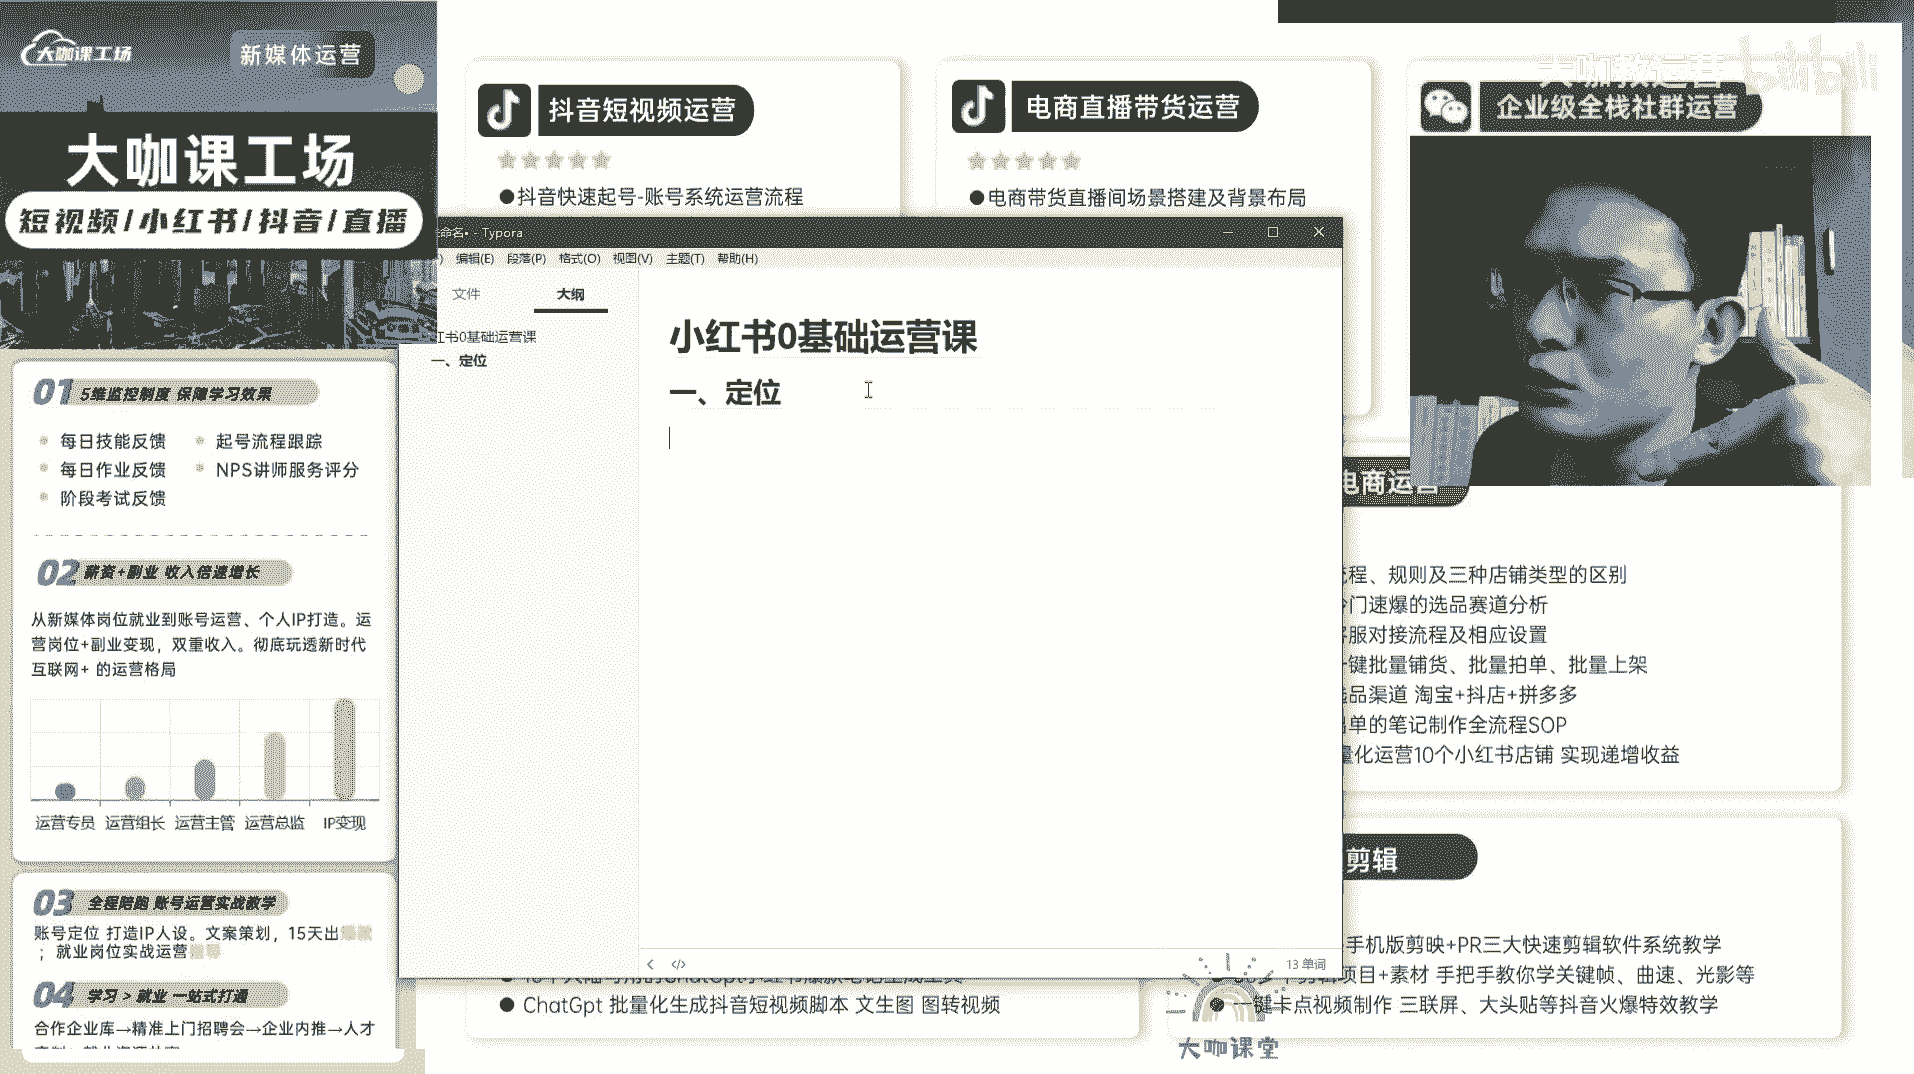 大咖课工场
新媒体运营
大咖课工场
短视频/小红书/抖音/直播
01 5维监控制度 保障学习效果
每日技能反馈
起号流程跟踪
每日作业反馈
NPS讲师服务评分
阶段考试反馈
02 薪资+副业 收入倍速增长
从新媒体岗位就业到账号运营、个人IP打造。运
营岗位+副业变现，双重收入。彻底玩透新时代
互联网+ 的运营格局
运营专员 运营组长 运营主管 运营总监 IP变现
03 全程陪跑 账号运营实战教学
账号定位 打造IP人设。文案策划，15天出
；就业岗位实战运营
04 学习 > 就业 一站式打通
合作企业库→精准上门招聘会→企业内推→人才
抖音短视频运营
●抖音快速起号-账号系统运营流程
电商直播带货运营
●电商带货直播间场景搭建及背景布局
大咖教运营
bilibili
企业级全栈社群运营
命名• - Typora
编辑(E) 段落(P) 格式(O) 视图(V) 主题(T) 帮助(H)
文件
大纲
红书0基础运营课
一、定位
小红书0基础运营课
一、定位
13 单词
电商运营
程、规则及三种店铺类型的区别
冷门速爆的选品赛道分析
客服对接流程及相应设置
一键批量铺货、批量拍单、批量上架
选品渠道 淘宝+抖店+拼多多
出单的笔记制作全流程SOP
量化运营10个小红书店铺 实现递增收益
● ChatGpt 批量化生成抖音短视频脚本 文生图 图转视频
剪辑
手机版剪映+PR三大快速剪辑软件系统教学
项目+素材 手把手教你学关键帧、曲速、光影等
● 一键卡点视频制作 三联屏、大头贴等抖音火爆特效教学
大咖课堂